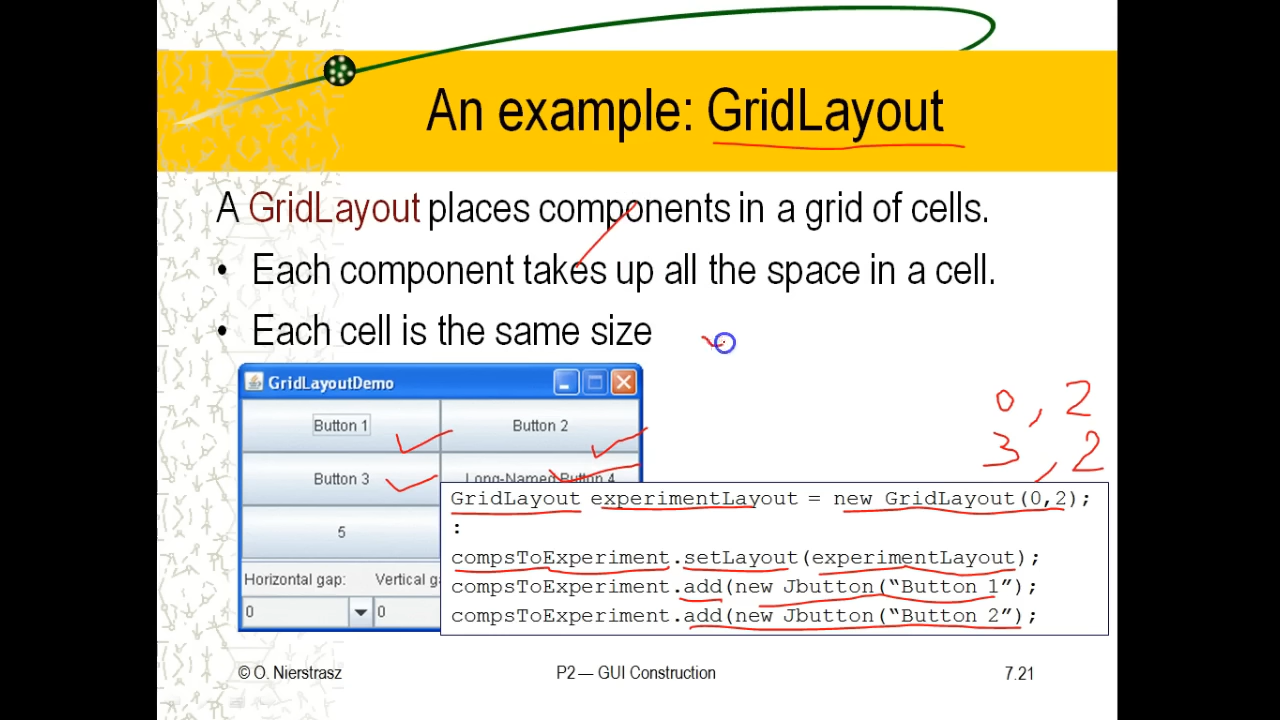 An example: GridLayout
A GridLayout places components in a grid of cells.
• Each component takes up all the space in a cell.
• Each cell is the same size
GridLayoutDemo
Button 1 Button 2
Button 3 Long-Named Button 4
5
Horizontal gap: Vertical ga
0 0
0, 2
3, 2
GridLayout experimentLayout = new GridLayout(0,2);
:
compsToExperiment.setLayout(experimentLayout);
compsToExperiment.add(new Jbutton(“Button 1”);
compsToExperiment.add(new Jbutton(“Button 2”);
© O. Nierstrasz P2 — GUI Construction 7.21